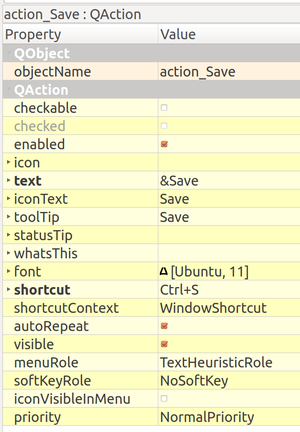 action_Save : QAction
Property Value
QObject
objectName action_Save
QAction
checkable
checked
enabled
icon
text &Save
iconText Save
toolTip Save
statusTip
whatsThis
font A [Ubuntu, 11]
shortcut Ctrl+S
shortcutContext WindowShortcut
autoRepeat
visible
menuRole TextHeuristicRole
softKeyRole NoSoftKey
iconVisibleInMenu
priority NormalPriority